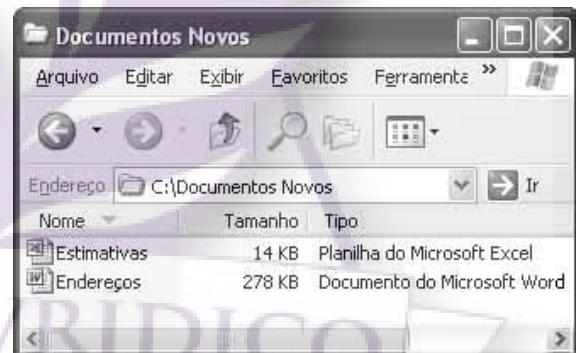 Documentos Novos
Arquivo Editar Exibir Favoritos Ferramenta »
Endereço C:\Documentos Novos Ir
Nome Tamanho Tipo
Estimativas 14 KB Planilha do Microsoft Excel
Endereços 278 KB Documento do Microsoft Word
JURIDICO